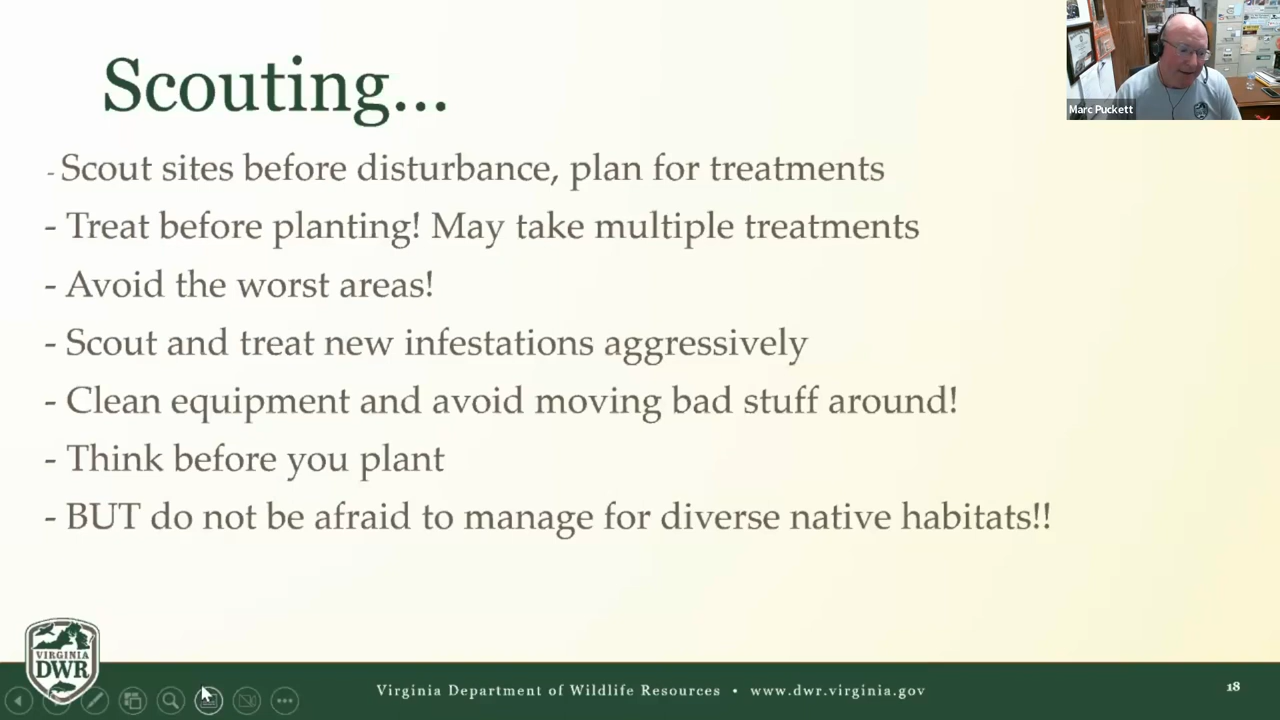 Scouting...
Marc Puckett
- Scout sites before disturbance, plan for treatments
- Treat before planting! May take multiple treatments
- Avoid the worst areas!
- Scout and treat new infestations aggressively
- Clean equipment and avoid moving bad stuff around!
- Think before you plant
- BUT do not be afraid to manage for diverse native habitats!!
VIRGINIA
DWR
Virginia Department of Wildlife Resources • www.dwr.virginia.gov
18